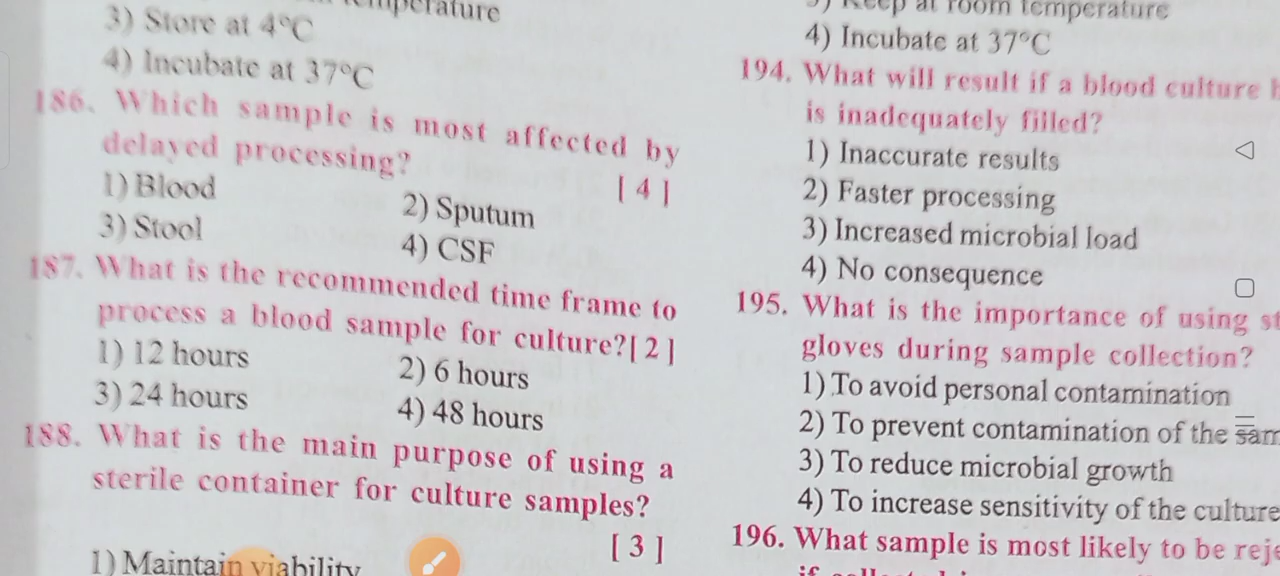 temperature
3) Store at 4°C
4) Incubate at 37°C
186. Which sample is most affected by
delayed processing? [ 4 ]
1) Blood 2) Sputum
3) Stool 4) CSF
187. What is the recommended time frame to
process a blood sample for culture?[ 2 ]
1) 12 hours 2) 6 hours
3) 24 hours 4) 48 hours
188. What is the main purpose of using a
sterile container for culture samples?
[ 3 ]
1) Maintain viability
Keep at room temperature
4) Incubate at 37°C
194. What will result if a blood culture
is inadequately filled?
1) Inaccurate results
2) Faster processing
3) Increased microbial load
4) No consequence
195. What is the importance of using
gloves during sample collection?
1) To avoid personal contamination
2) To prevent contamination of the
3) To reduce microbial growth
4) To increase sensitivity of the culture
196. What sample is most likely to be